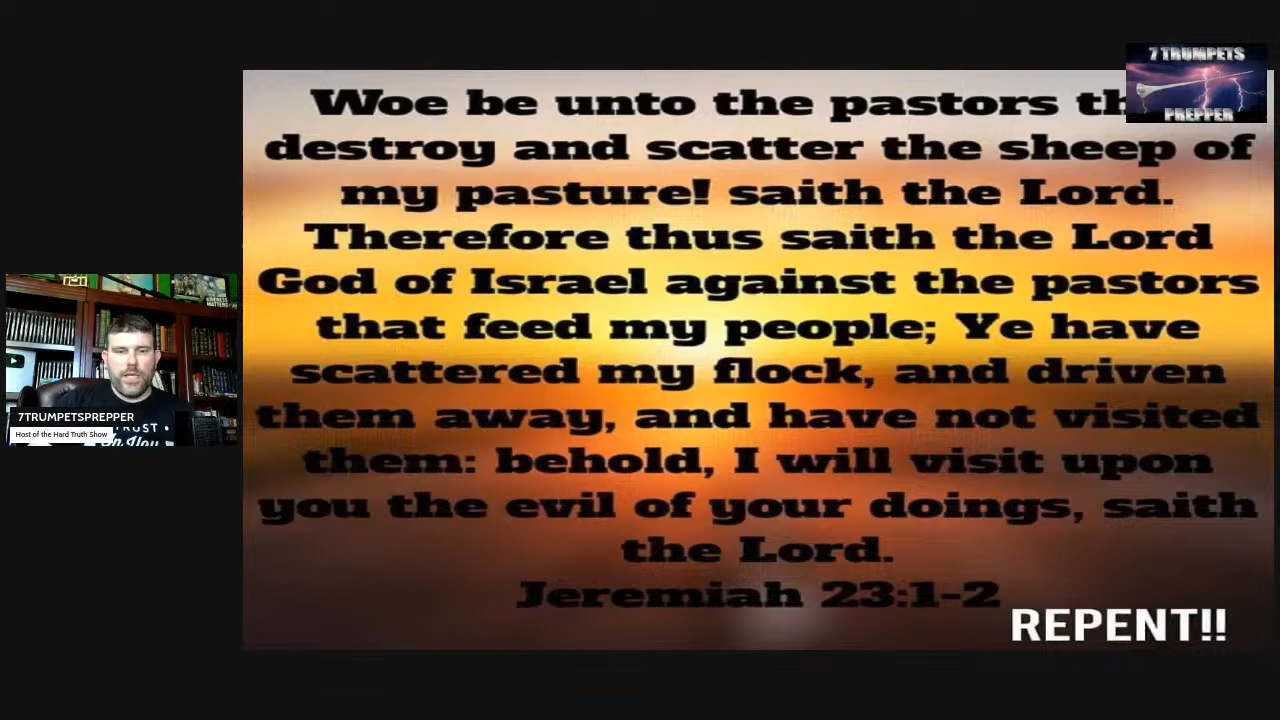 7 TRUMPETS
PREPPER
Woe be unto the pastors
destroy and scatter the sheep of
my pasture! saith the Lord.
Therefore thus saith the Lord
God of Israel against the pastors
that feed my people; Ye have
scattered my flock, and driven
them away, and have not visited
them: behold, I will visit upon
you the evil of your doings, saith
the Lord.
Jeremiah 23:1-2
REPENT!!
7TRUMPETSPREPPER
Host of the Hard Truth Show